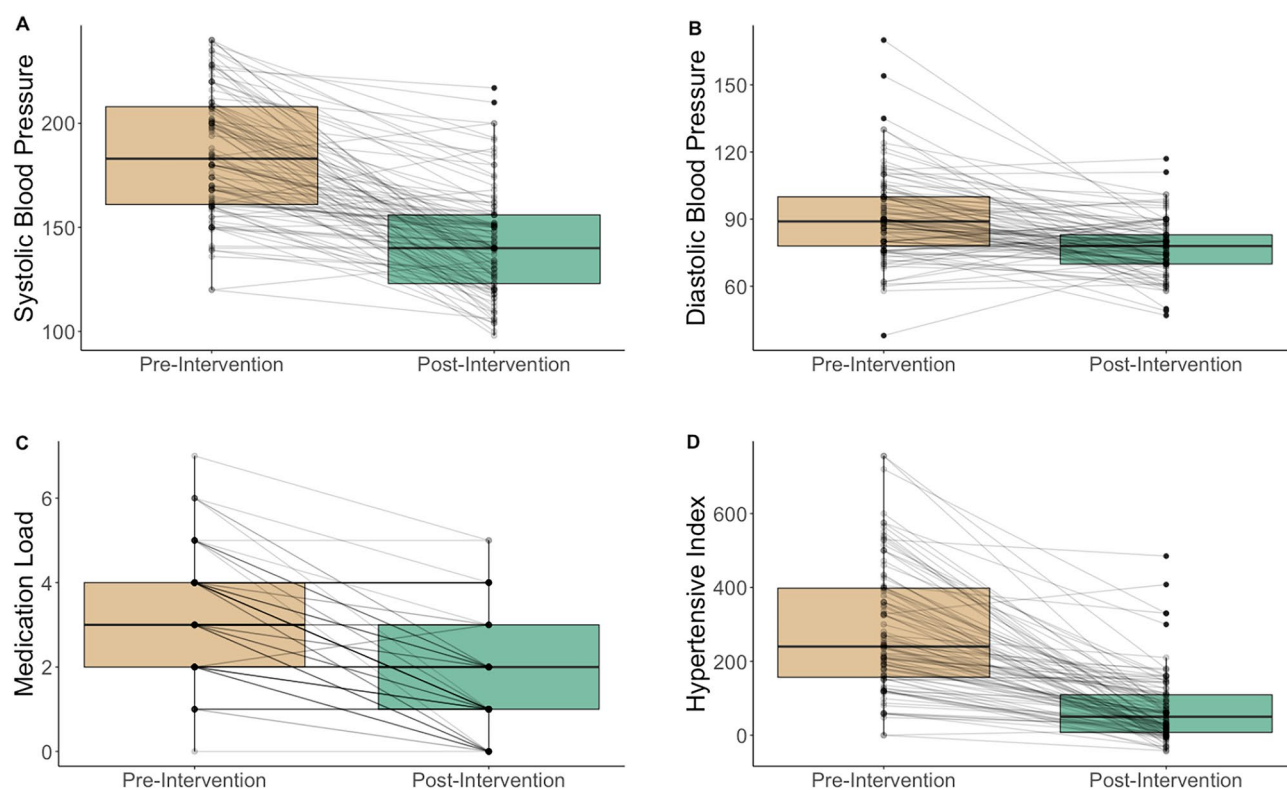 A
Systolic Blood Pressure
200
150
100
Pre-Intervention
Post-Intervention
B
Diastolic Blood Pressure
150
120
90
60
Pre-Intervention
Post-Intervention
C
Medication Load
6
4
2
0
Pre-Intervention
Post-Intervention
D
Hypertensive Index
600
400
200
0
Pre-Intervention
Post-Intervention